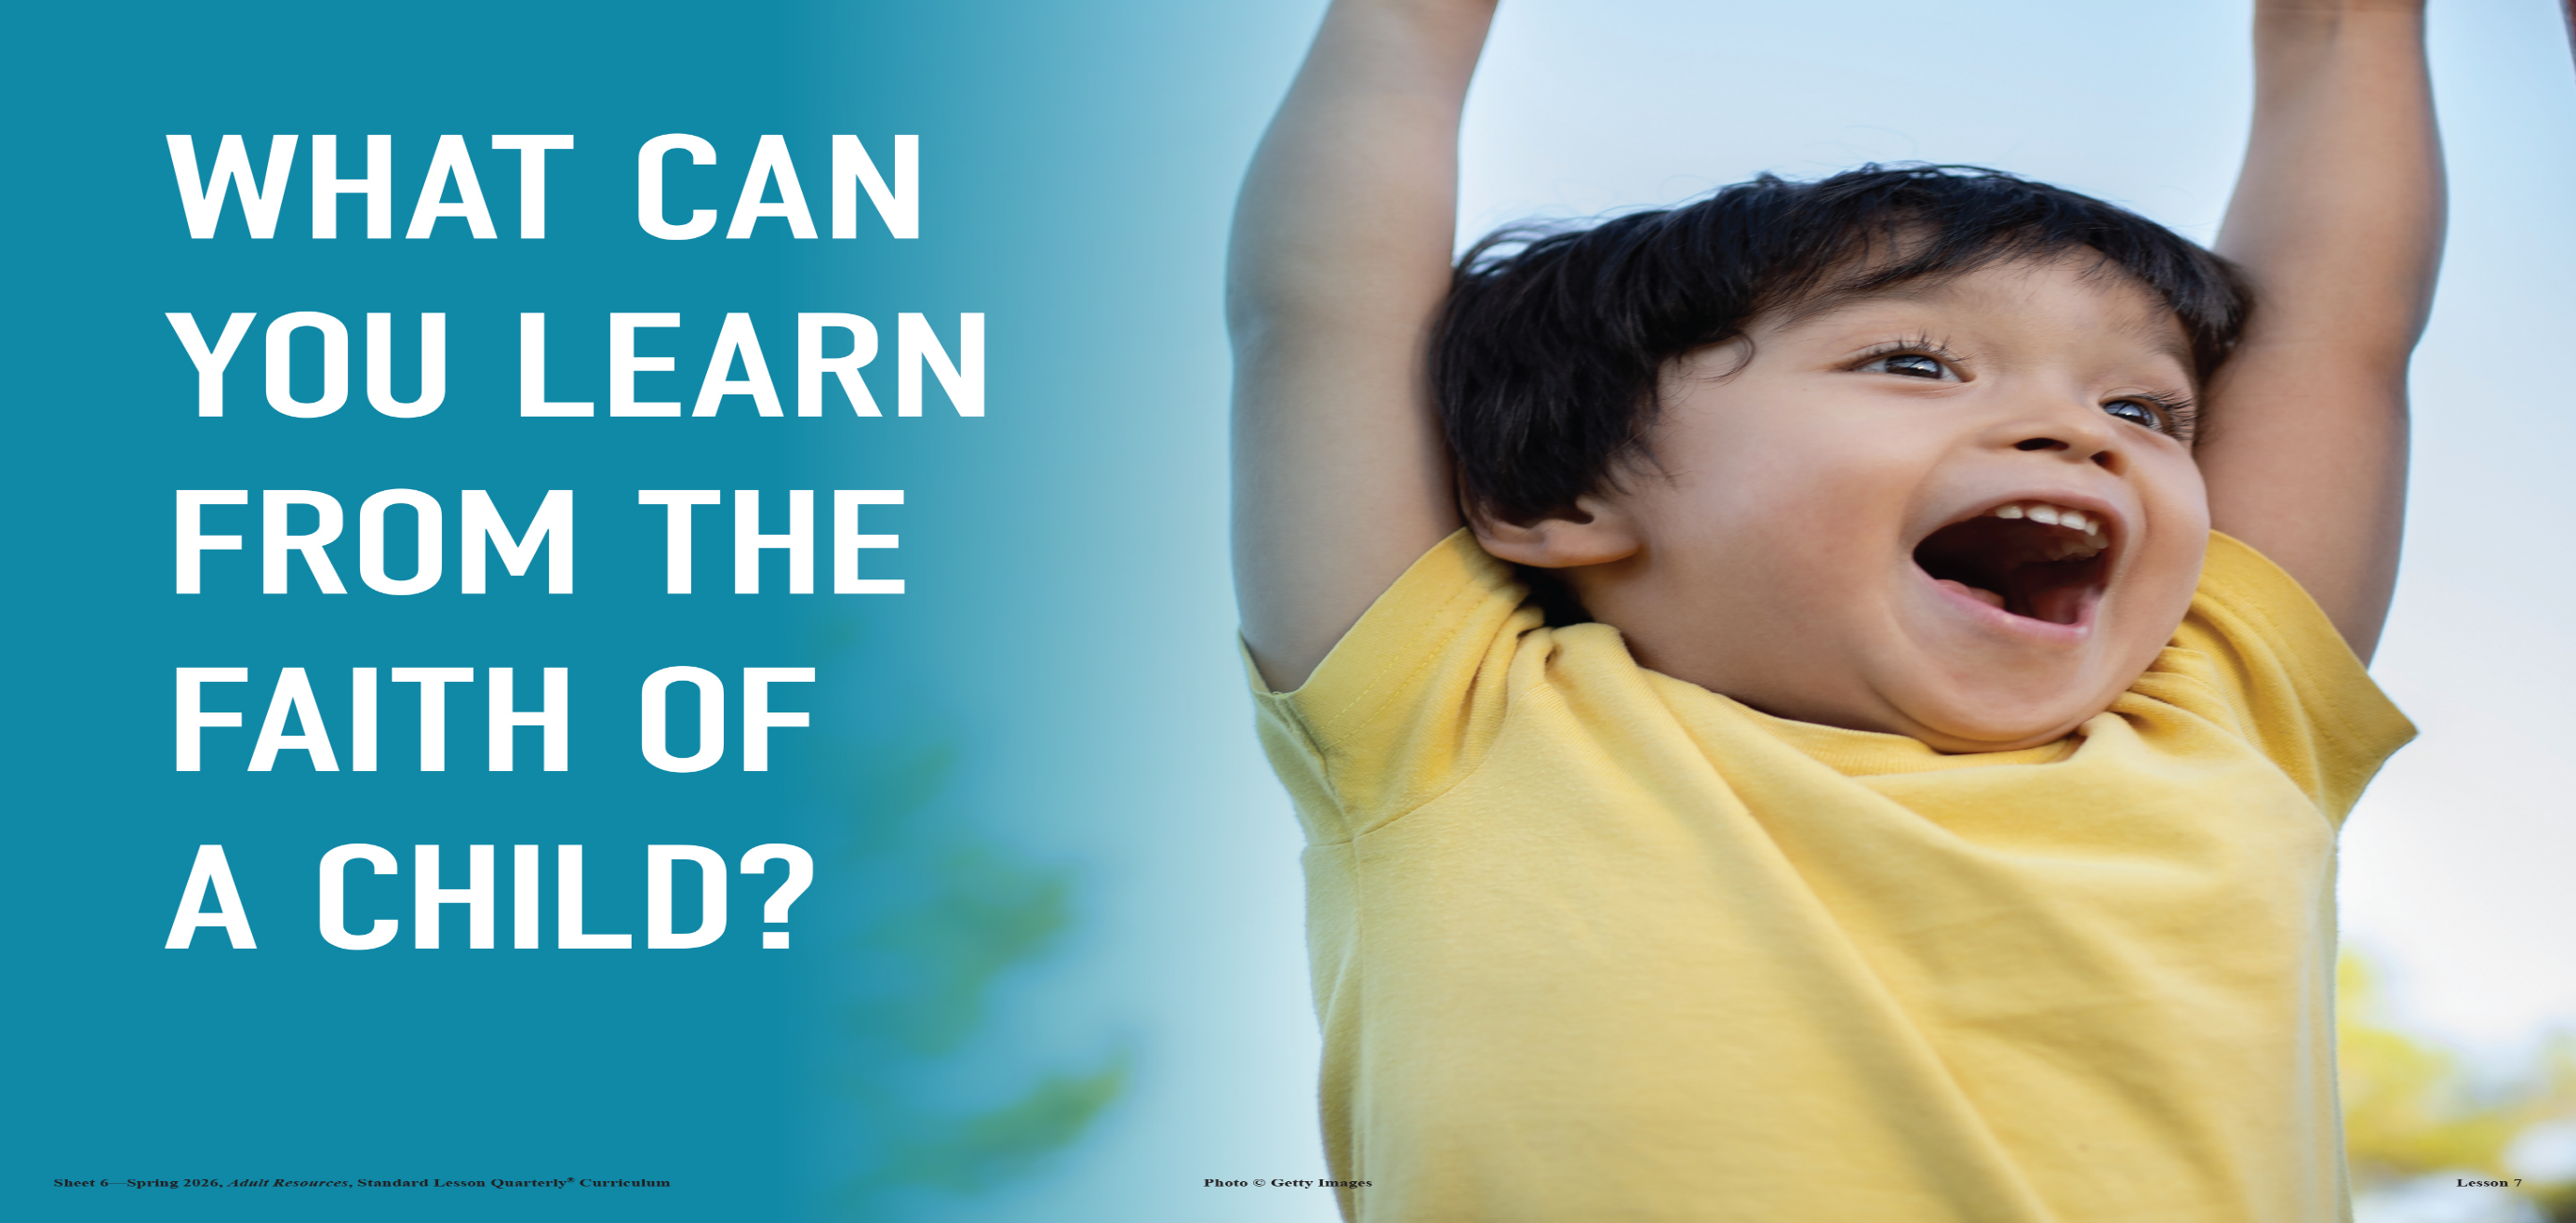 WHAT CAN
YOU LEARN
FROM THE
FAITH OF
A CHILD?
Sheet 6—Spring 2026, Adult Resources, Standard Lesson Quarterly® Curriculum
Photo © Getty Images
Lesson 7